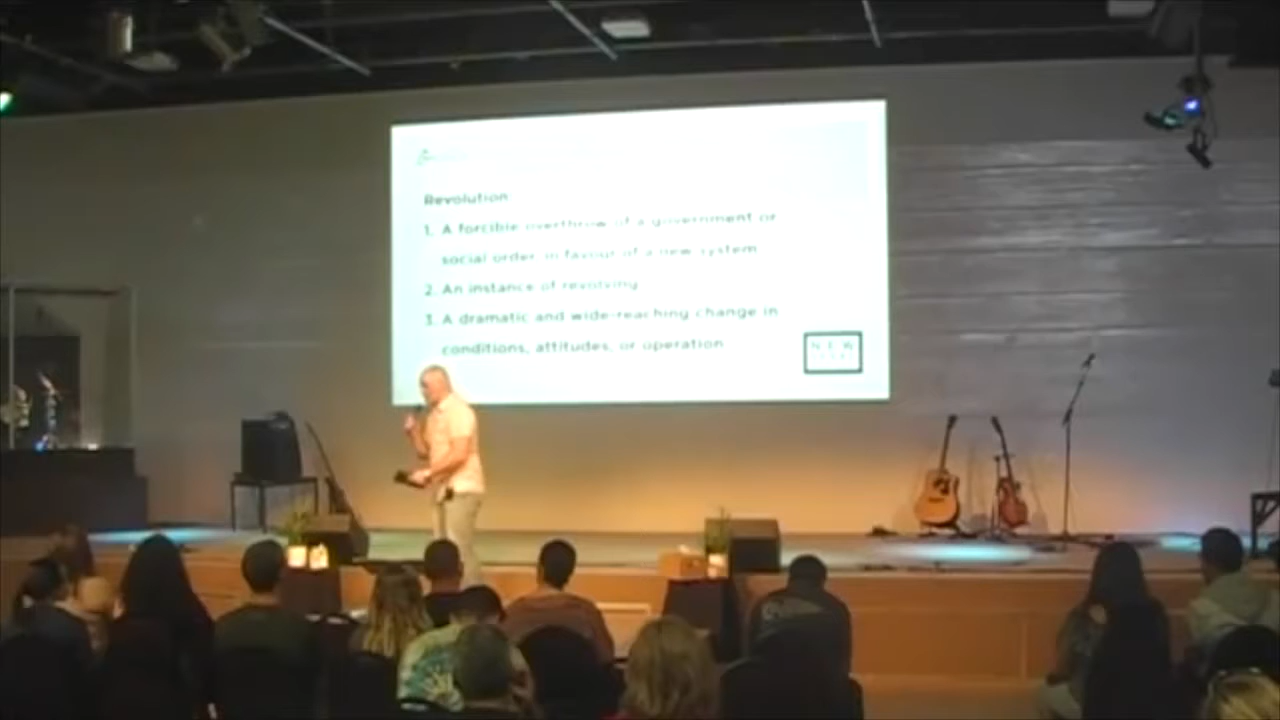 Revolution
1. A forcible overthrow of a government or
social order in favour of a new system
2. An instance of revolving
3. A dramatic and wide-reaching change in
conditions, attitudes, or operation
NEW